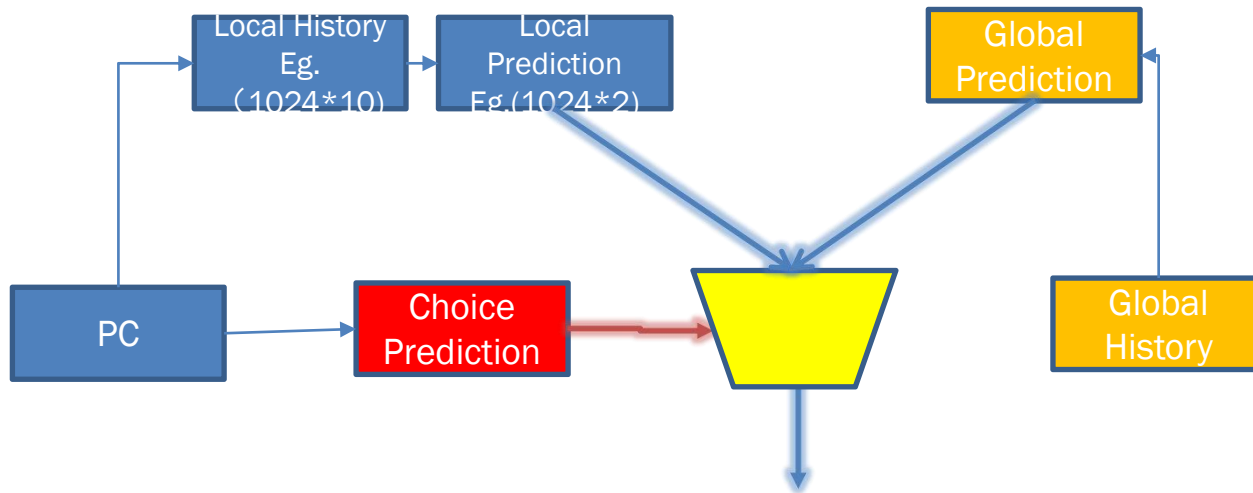 Local History
Eg.
（1024*10)
Local
Prediction
Eg.(1024*2)
Global
Prediction
PC
Choice
Prediction
Global
History